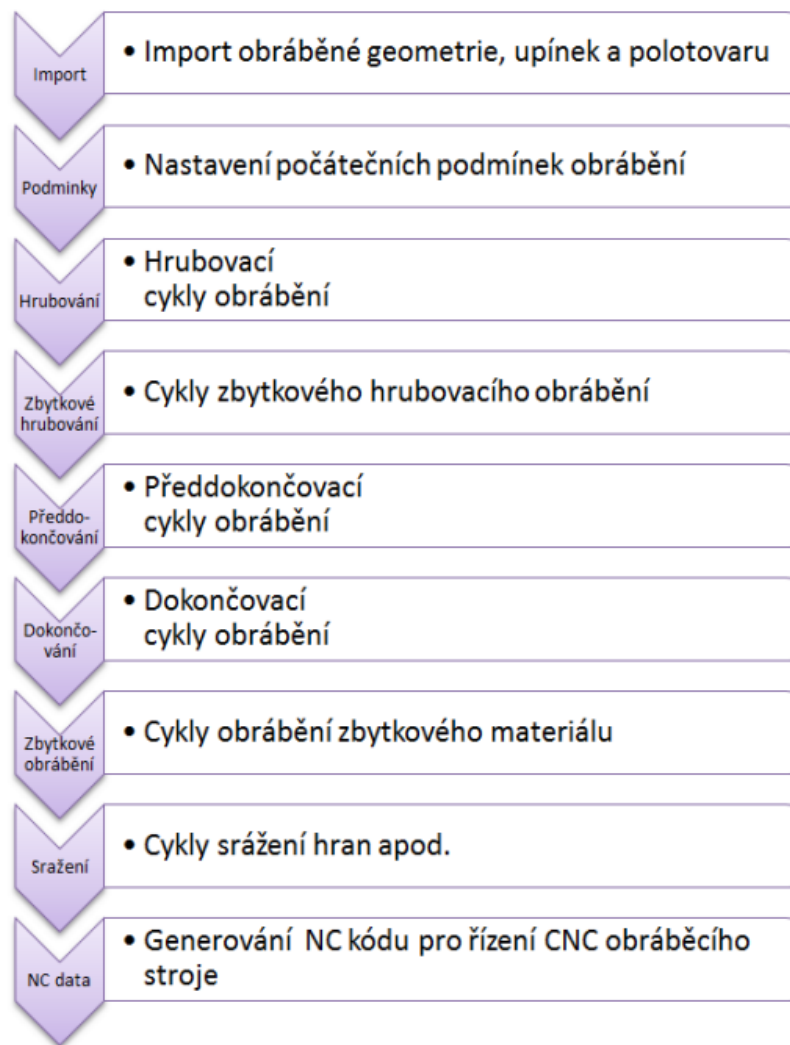 Import
• Import obráběné geometrie, upínek a polotovaru
Podminky
• Nastavení počátečních podmínek obrábění
Hrubování
• Hrubovací
cykly obrábění
Zbytkové
hrubování
• Cykly zbytkového hrubovacího obrábění
Předdo-
končování
• Předdokončovací
cykly obrábění
Dokončo-
vání
• Dokončovací
cykly obrábění
Zbytkové
obrábění
• Cykly obrábění zbytkového materiálu
Sražení
• Cykly srážení hran apod.
NC data
• Generování NC kódu pro řízení CNC obráběcího
stroje